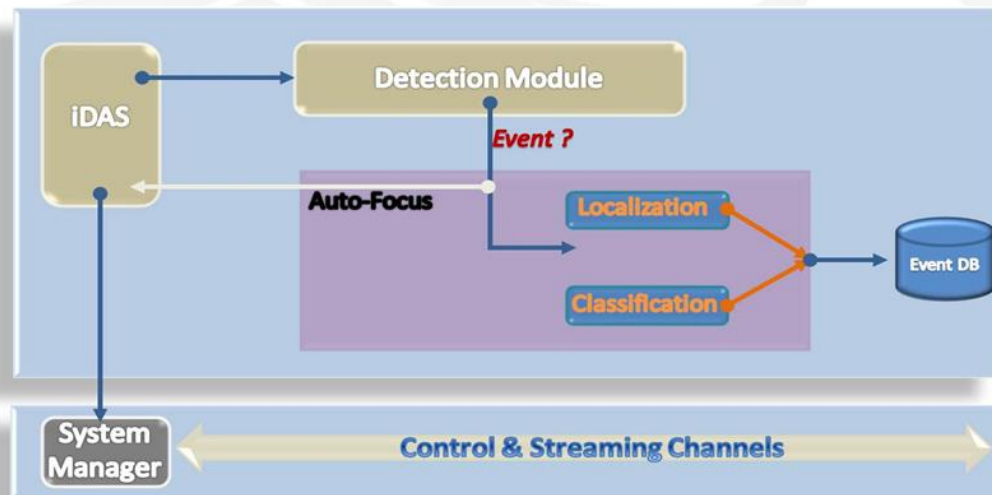 iDAS
Detection Module
Event ?
Auto-Focus
Localization
Classification
Event DB
System
Manager
Control & Streaming Channels